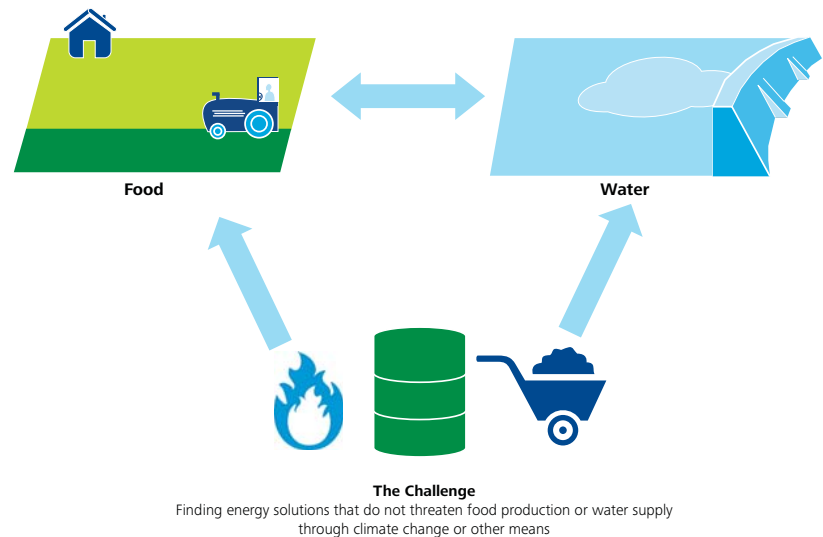 Food
Water
The Challenge
Finding energy solutions that do not threaten food production or water supply
through climate change or other means